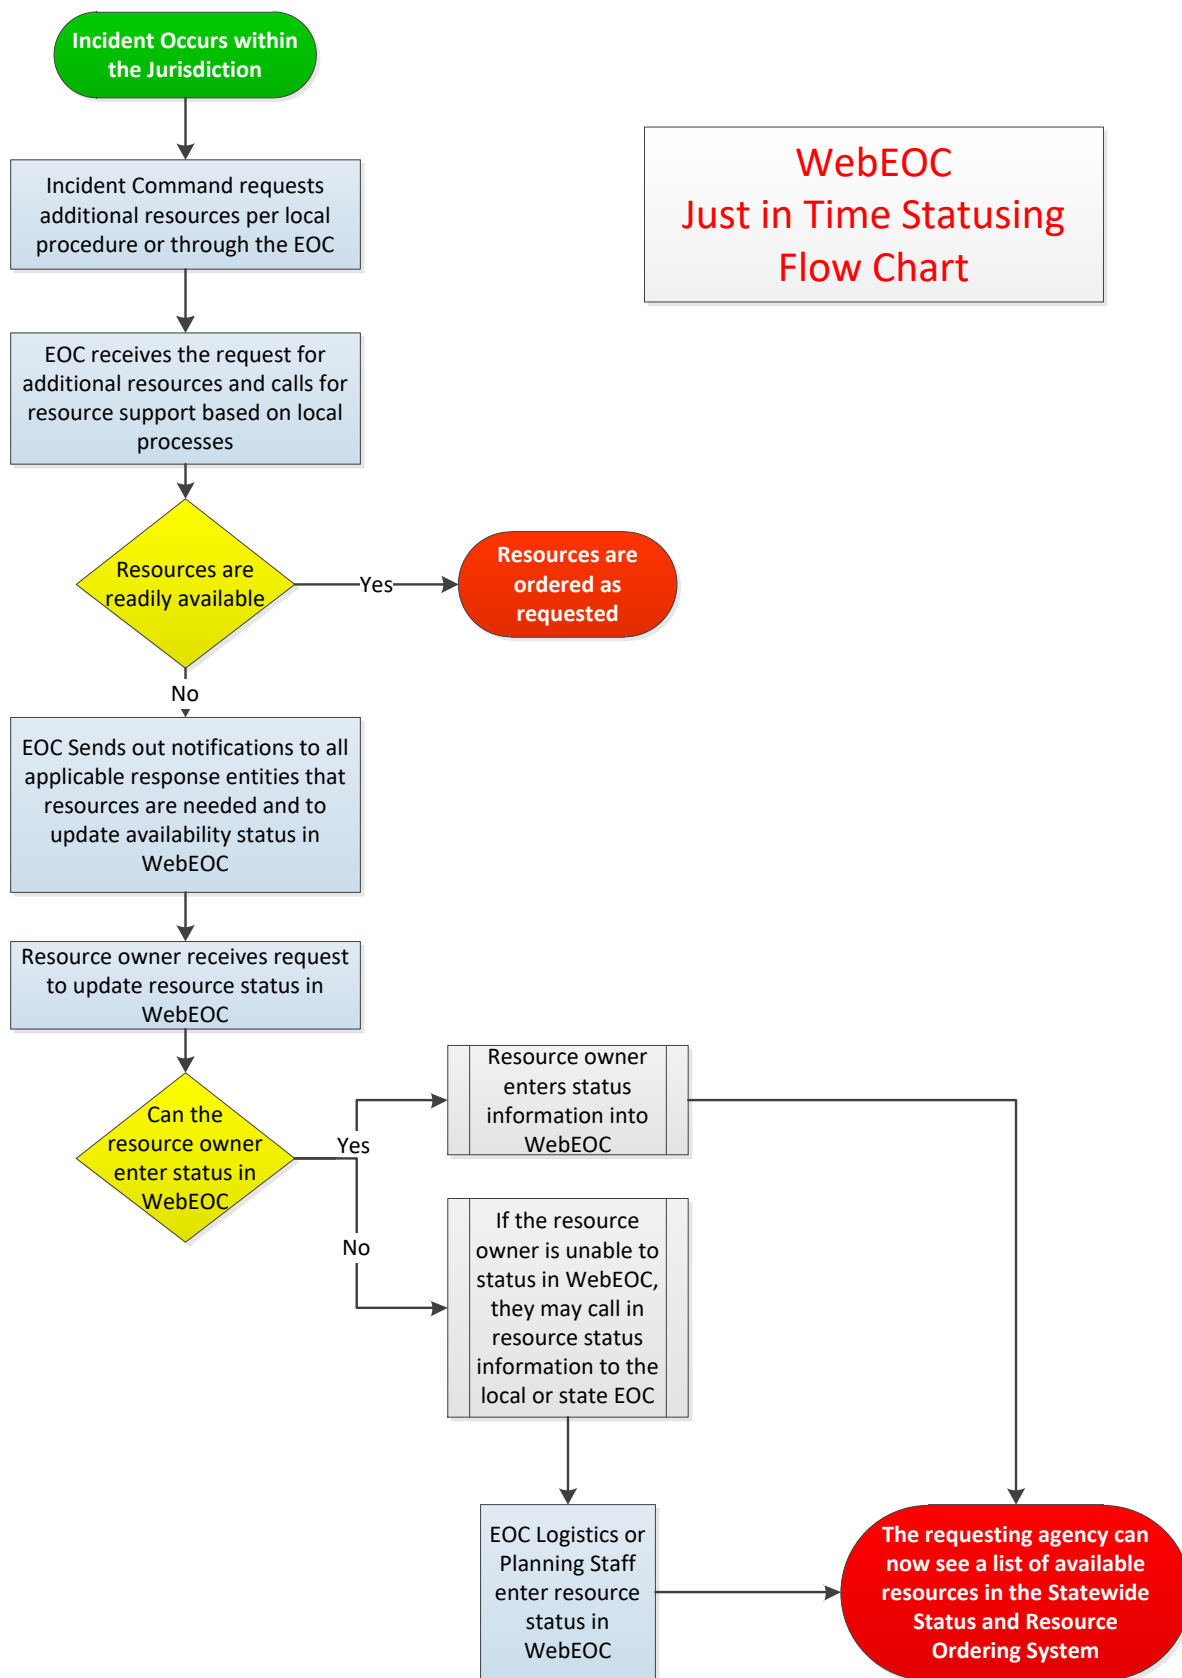 Incident Occurs within
the Jurisdiction
WebEOC
Just in Time Statusing
Flow Chart
Incident Command requests
additional resources per local
procedure or through the EOC
EOC receives the request for
additional resources and calls for
resource support based on local
processes
Resources are
readily available
Yes
Resources are
ordered as
requested
No
EOC Sends out notifications to all
applicable response entities that
resources are needed and to
update availability status in
WebEOC
Resource owner receives request
to update resource status in
WebEOC
Can the
resource owner
enter status in
WebEOC
Yes
Resource owner
enters status
information into
WebEOC
No
If the resource
owner is unable to
status in WebEOC,
they may call in
resource status
information to the
local or state EOC
EOC Logistics or
Planning Staff
enter resource
status in
WebEOC
The requesting agency can
now see a list of available
resources in the Statewide
Status and Resource
Ordering System